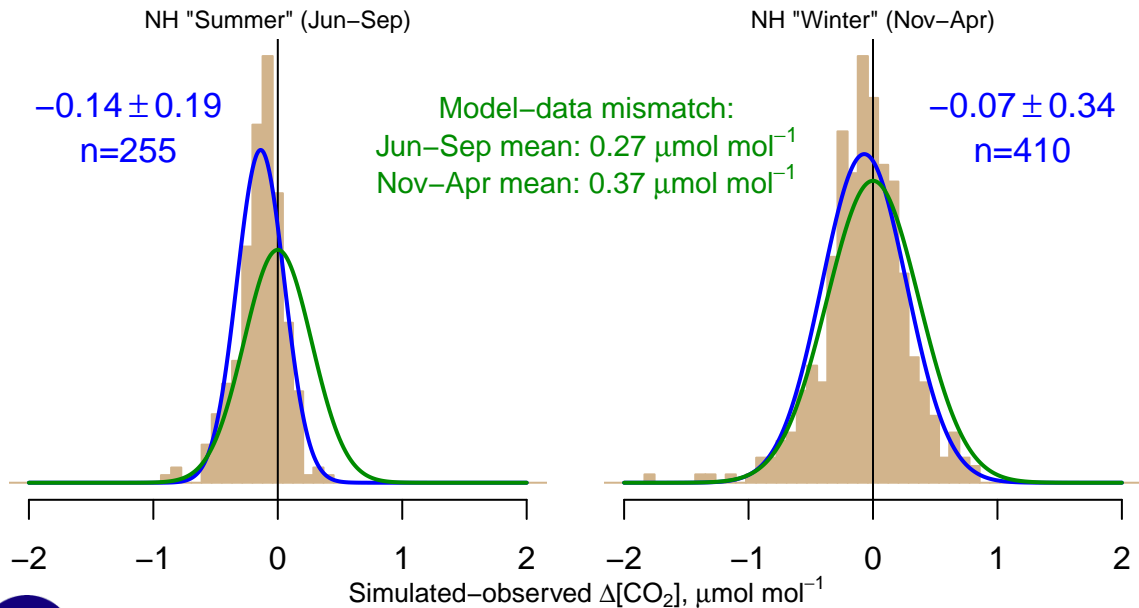 NH "Summer" (Jun−Sep)
−0.14 ± 0.19
n=255
Model−data mismatch:
Jun−Sep mean: 0.27 μmol mol⁻¹
Nov−Apr mean: 0.37 μmol mol⁻¹
NH "Winter" (Nov−Apr)
−0.07 ± 0.34
n=410
−2 −1 0 1 2
−2 −1 0 1 2
Simulated−observed Δ[CO₂], μmol mol⁻¹